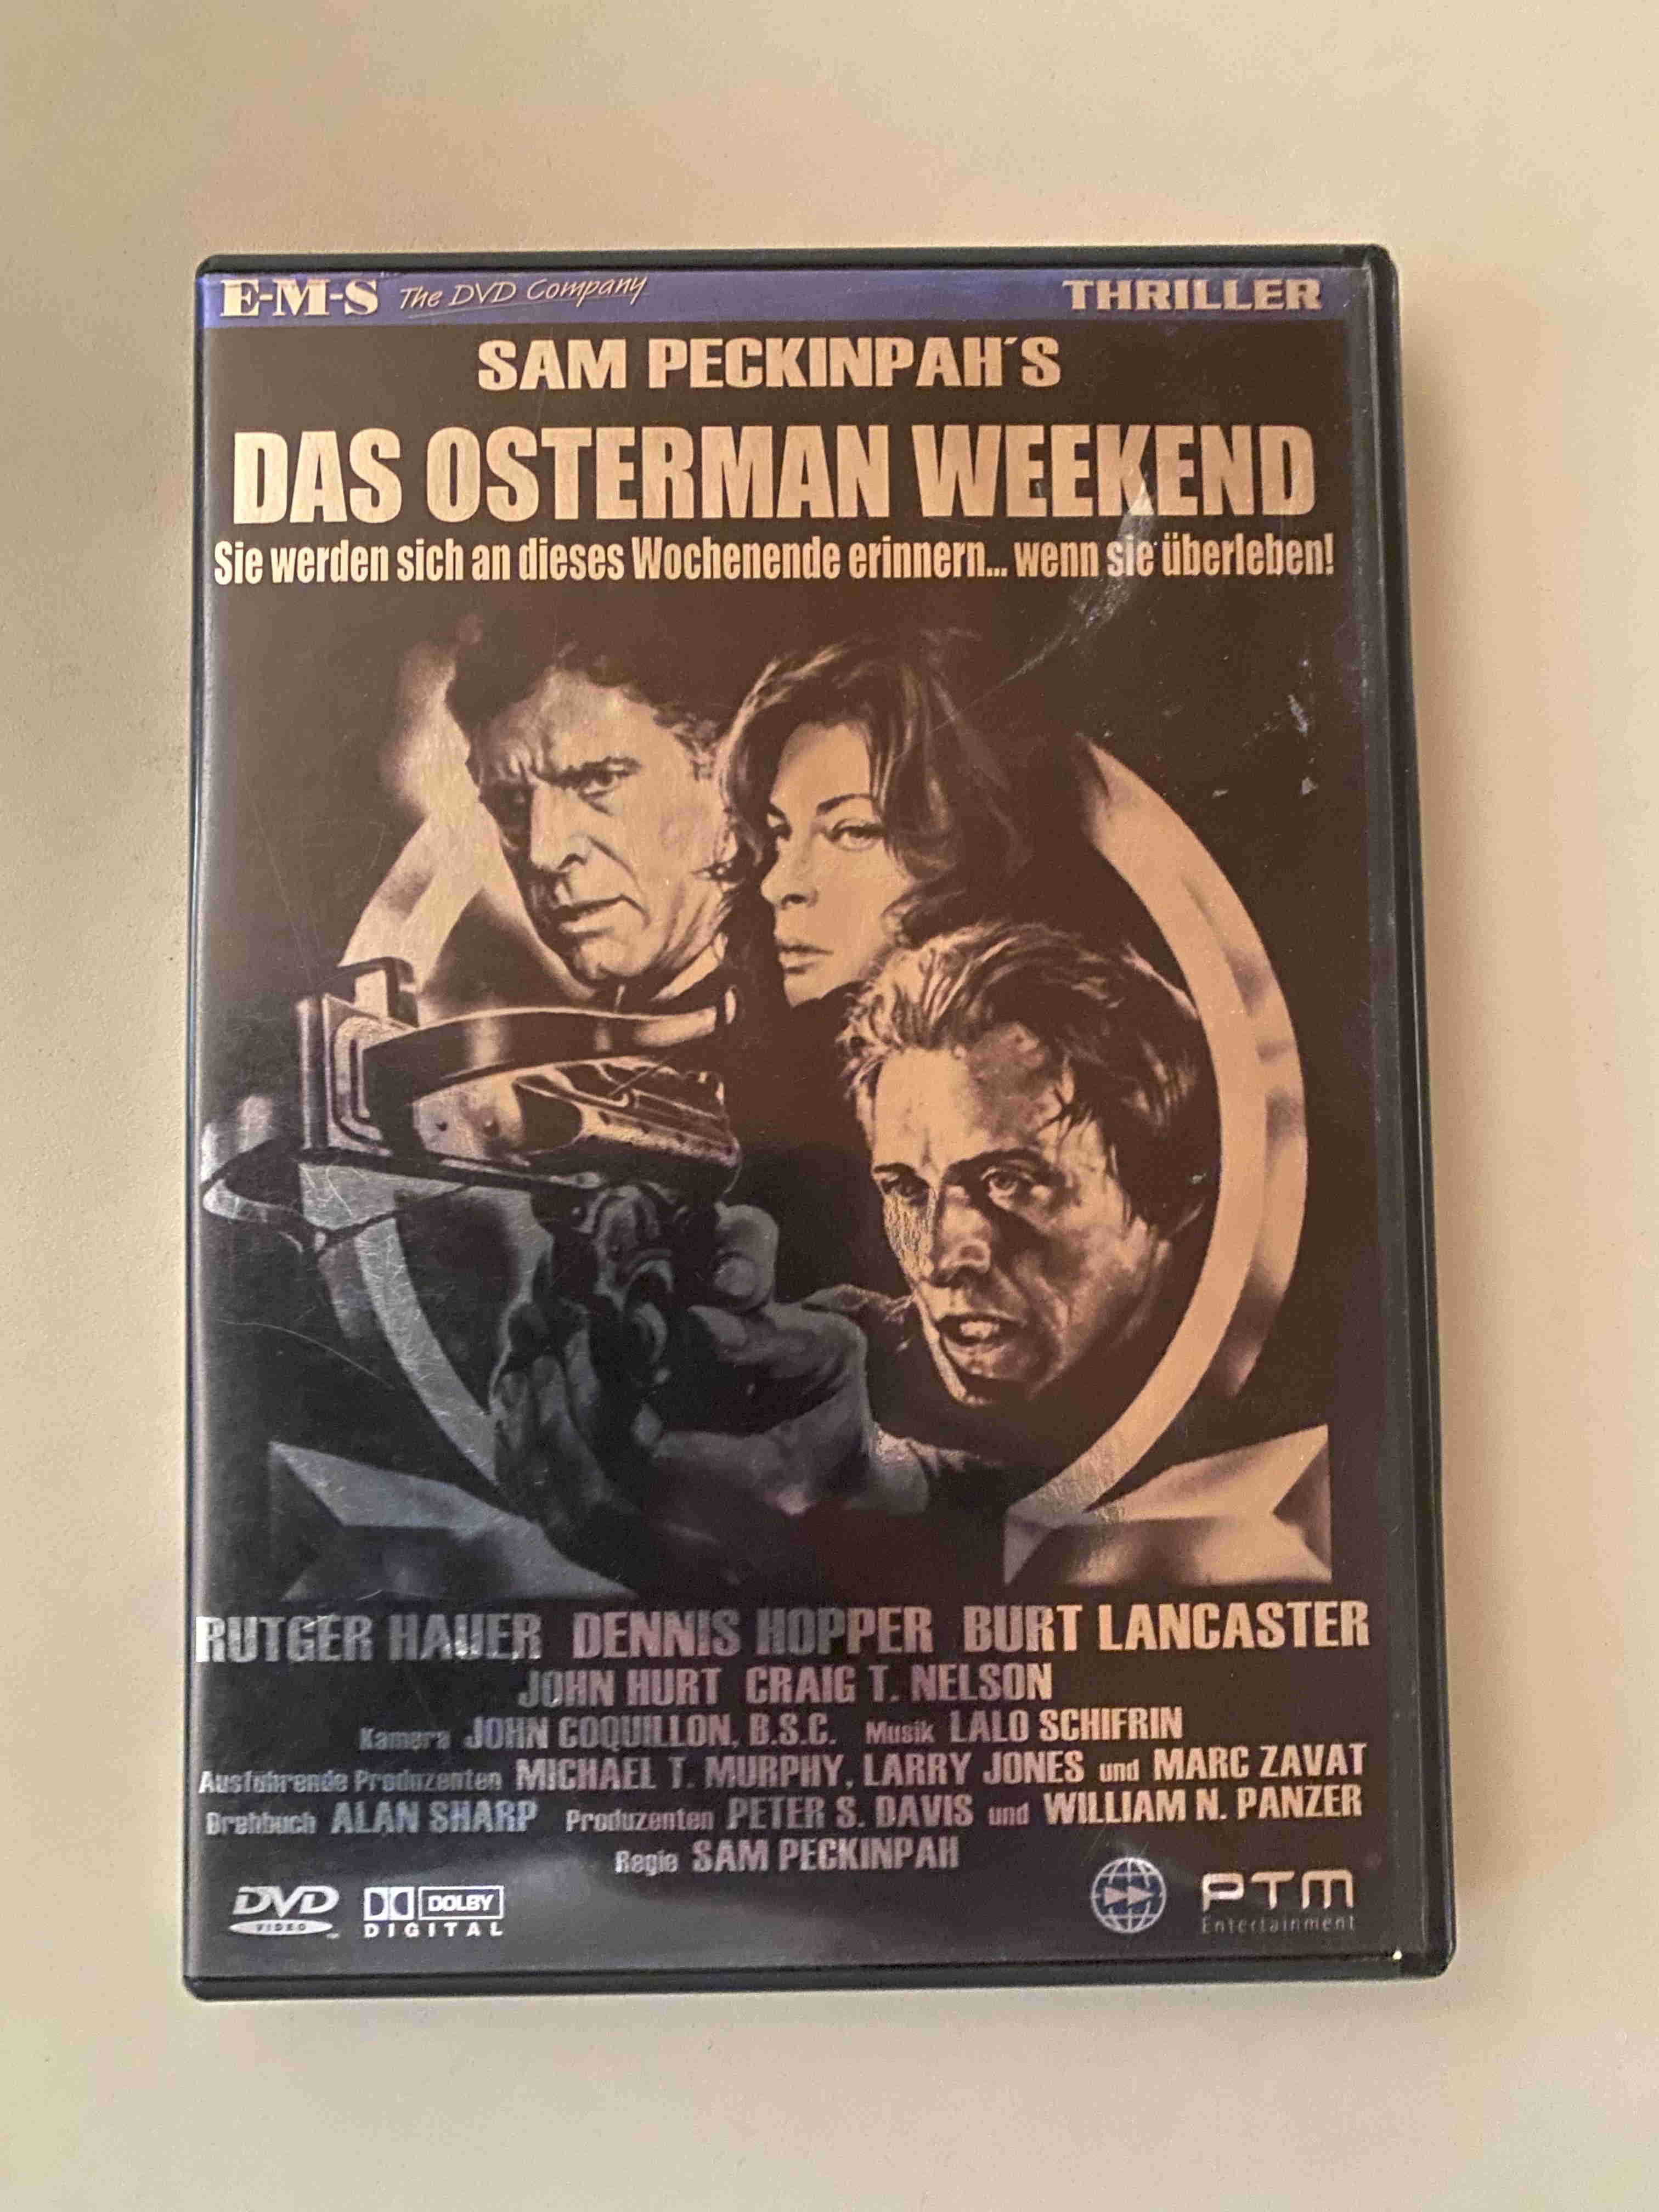 E-M-S The DVD Company THRILLER
SAM PECKINPAH´S
DAS OSTERMAN WEEKEND
Sie werden sich an dieses Wochenende erinnern... wenn sie überleben!
RUTGER HAUER DENNIS HOPPER BURT LANCASTER
JOHN HURT CRAIG T. NELSON
Kamera JOHN COQUILLON, B.S.C. Musik LALO SCHIFRIN
Ausführende Produzenten MICHAEL T. MURPHY, LARRY JONES und MARC ZAVAT
Drehbuch ALAN SHARP Produzenten PETER S. DAVIS und WILLIAM N. PANZER
Regie SAM PECKINPAH
DVD VIDEO DOLBY DIGITAL PTM Entertainment